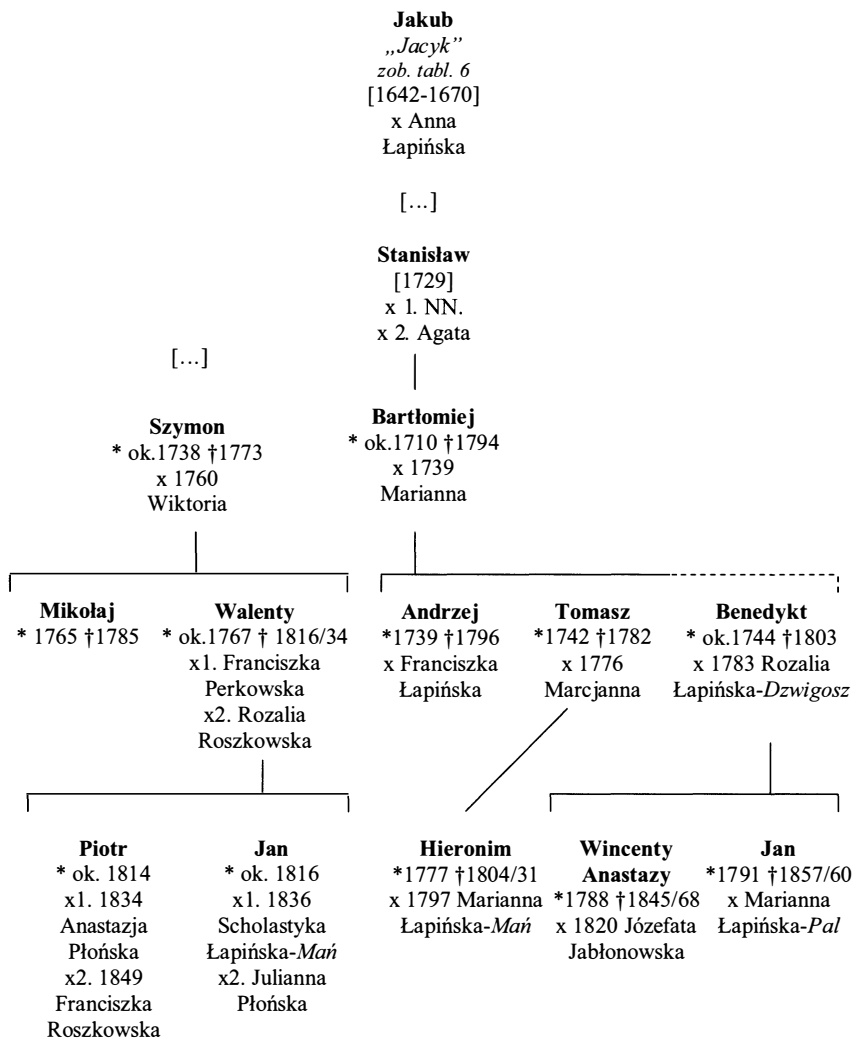 Jakub
„Jacyk”
zob. tabl. 6
[1642-1670]
x Anna
Łapińska
[...]
Stanisław
[1729]
x 1. NN.
x 2. Agata
[...]
Szymon
* ok.1738 †1773
x 1760
Wiktoria
Bartłomiej
* ok.1710 †1794
x 1739
Marianna
Mikołaj
* 1765 †1785
Walenty
* ok.1767 † 1816/34
x1. Franciszka
Perkowska
x2. Rozalia
Roszkowska
Andrzej
*1739 †1796
x Franciszka
Łapińska
Tomasz
*1742 †1782
x 1776
Marcjanna
Benedykt
* ok.1744 †1803
x 1783 Rozalia
Łapińska-Dzwigosz
Piotr
* ok. 1814
x1. 1834
Anastazja
Płońska
x2. 1849
Franciszka
Roszkowska
Jan
* ok. 1816
x1. 1836
Scholastyka
Łapińska-Mań
x2. Julianna
Płońska
Hieronim
*1777 †1804/31
x 1797 Marianna
Łapińska-Mań
Wincenty
Anastazy
*1788 †1845/68
x 1820 Józefata
Jabłonowska
Jan
*1791 †1857/60
x Marianna
Łapińska-Pal